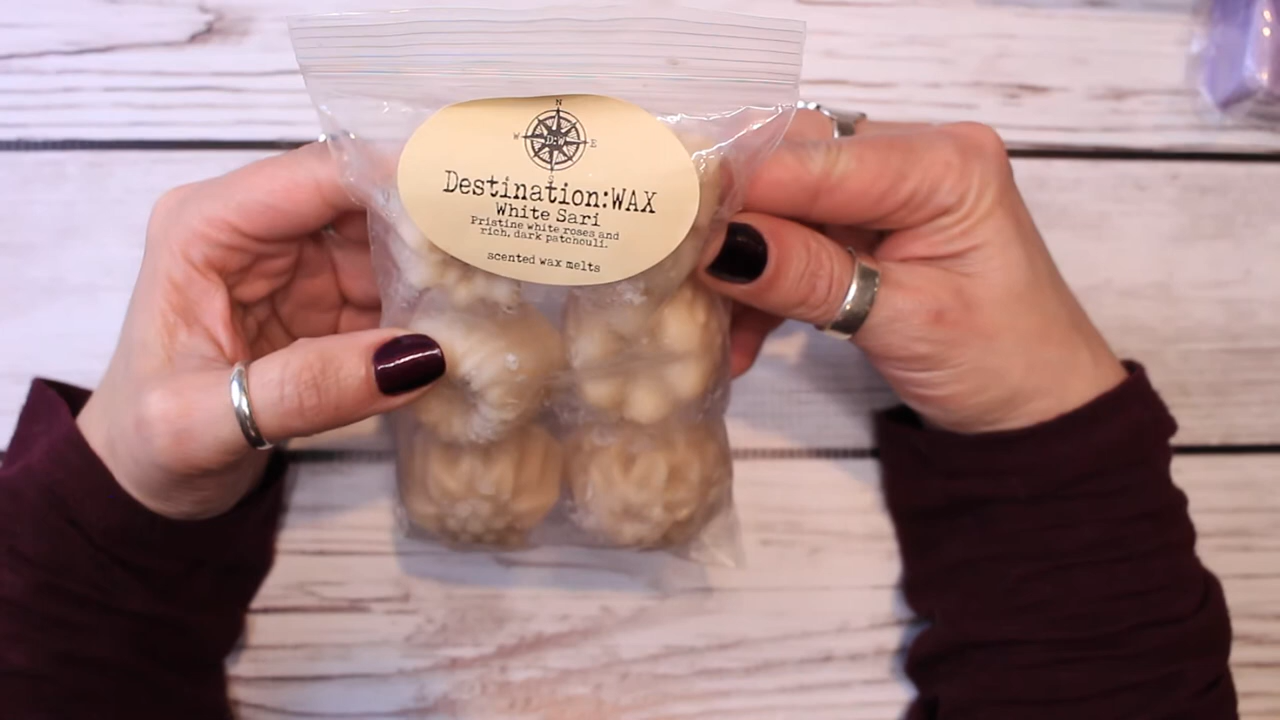 N
W D:W E
S
Destination:WAX
White Sari
Pristine white roses and
rich, dark patchouli.
scented wax melts